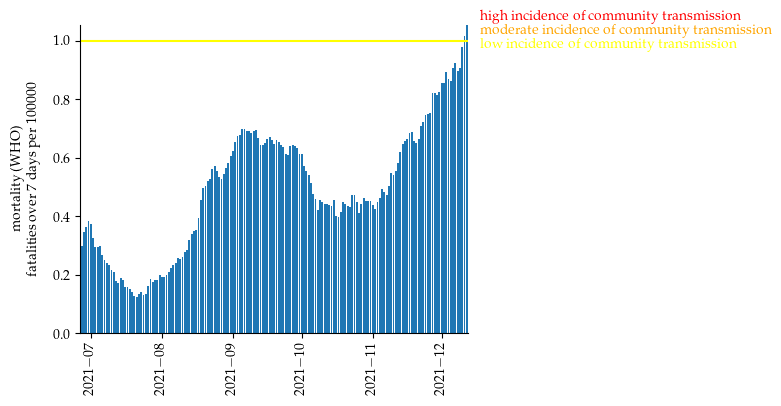 high incidence of community transmission
moderate incidence of community transmission
low incidence of community transmission
mortality (WHO)
fatalities over 7 days per 100000
1.0
0.8
0.6
0.4
0.2
0.0
2021−07
2021−08
2021−09
2021−10
2021−11
2021−12